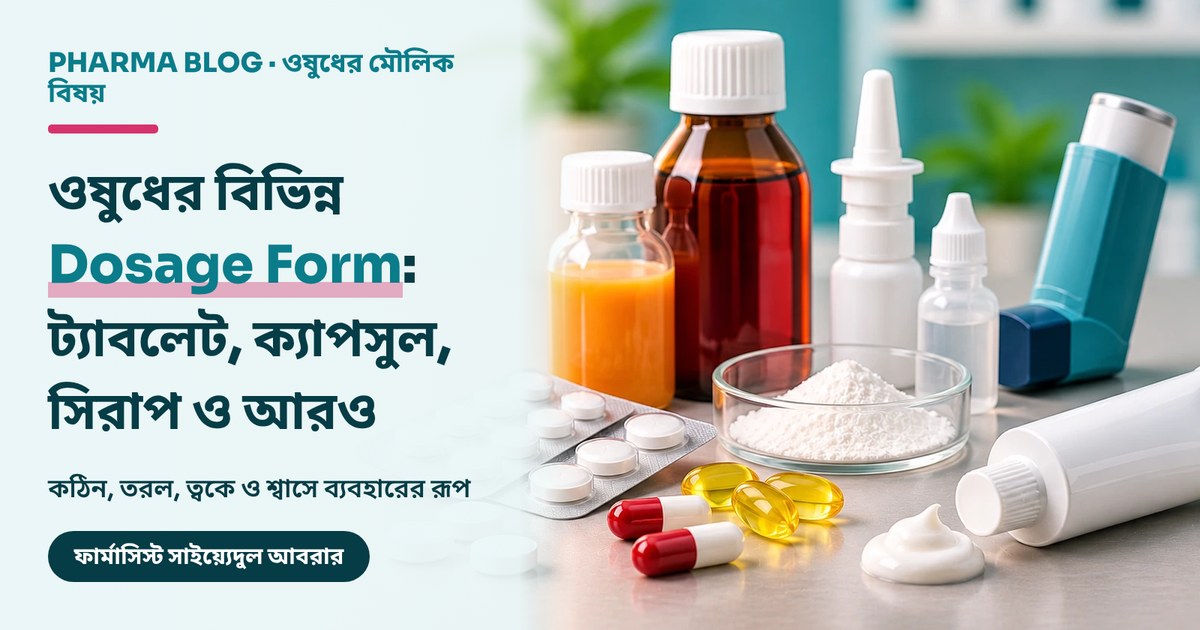 PHARMA BLOG · ওষুধের মৌলিক
বিষয়
ওষুধের বিভিন্ন
Dosage Form:
ট্যাবলেট, ক্যাপসুল,
সিরাপ ও আরও
কঠিন, তরল, ত্বকে ও শ্বাসে ব্যবহারের রূপ
ফার্মাসিস্ট সাইয়্যেদুল আবরার